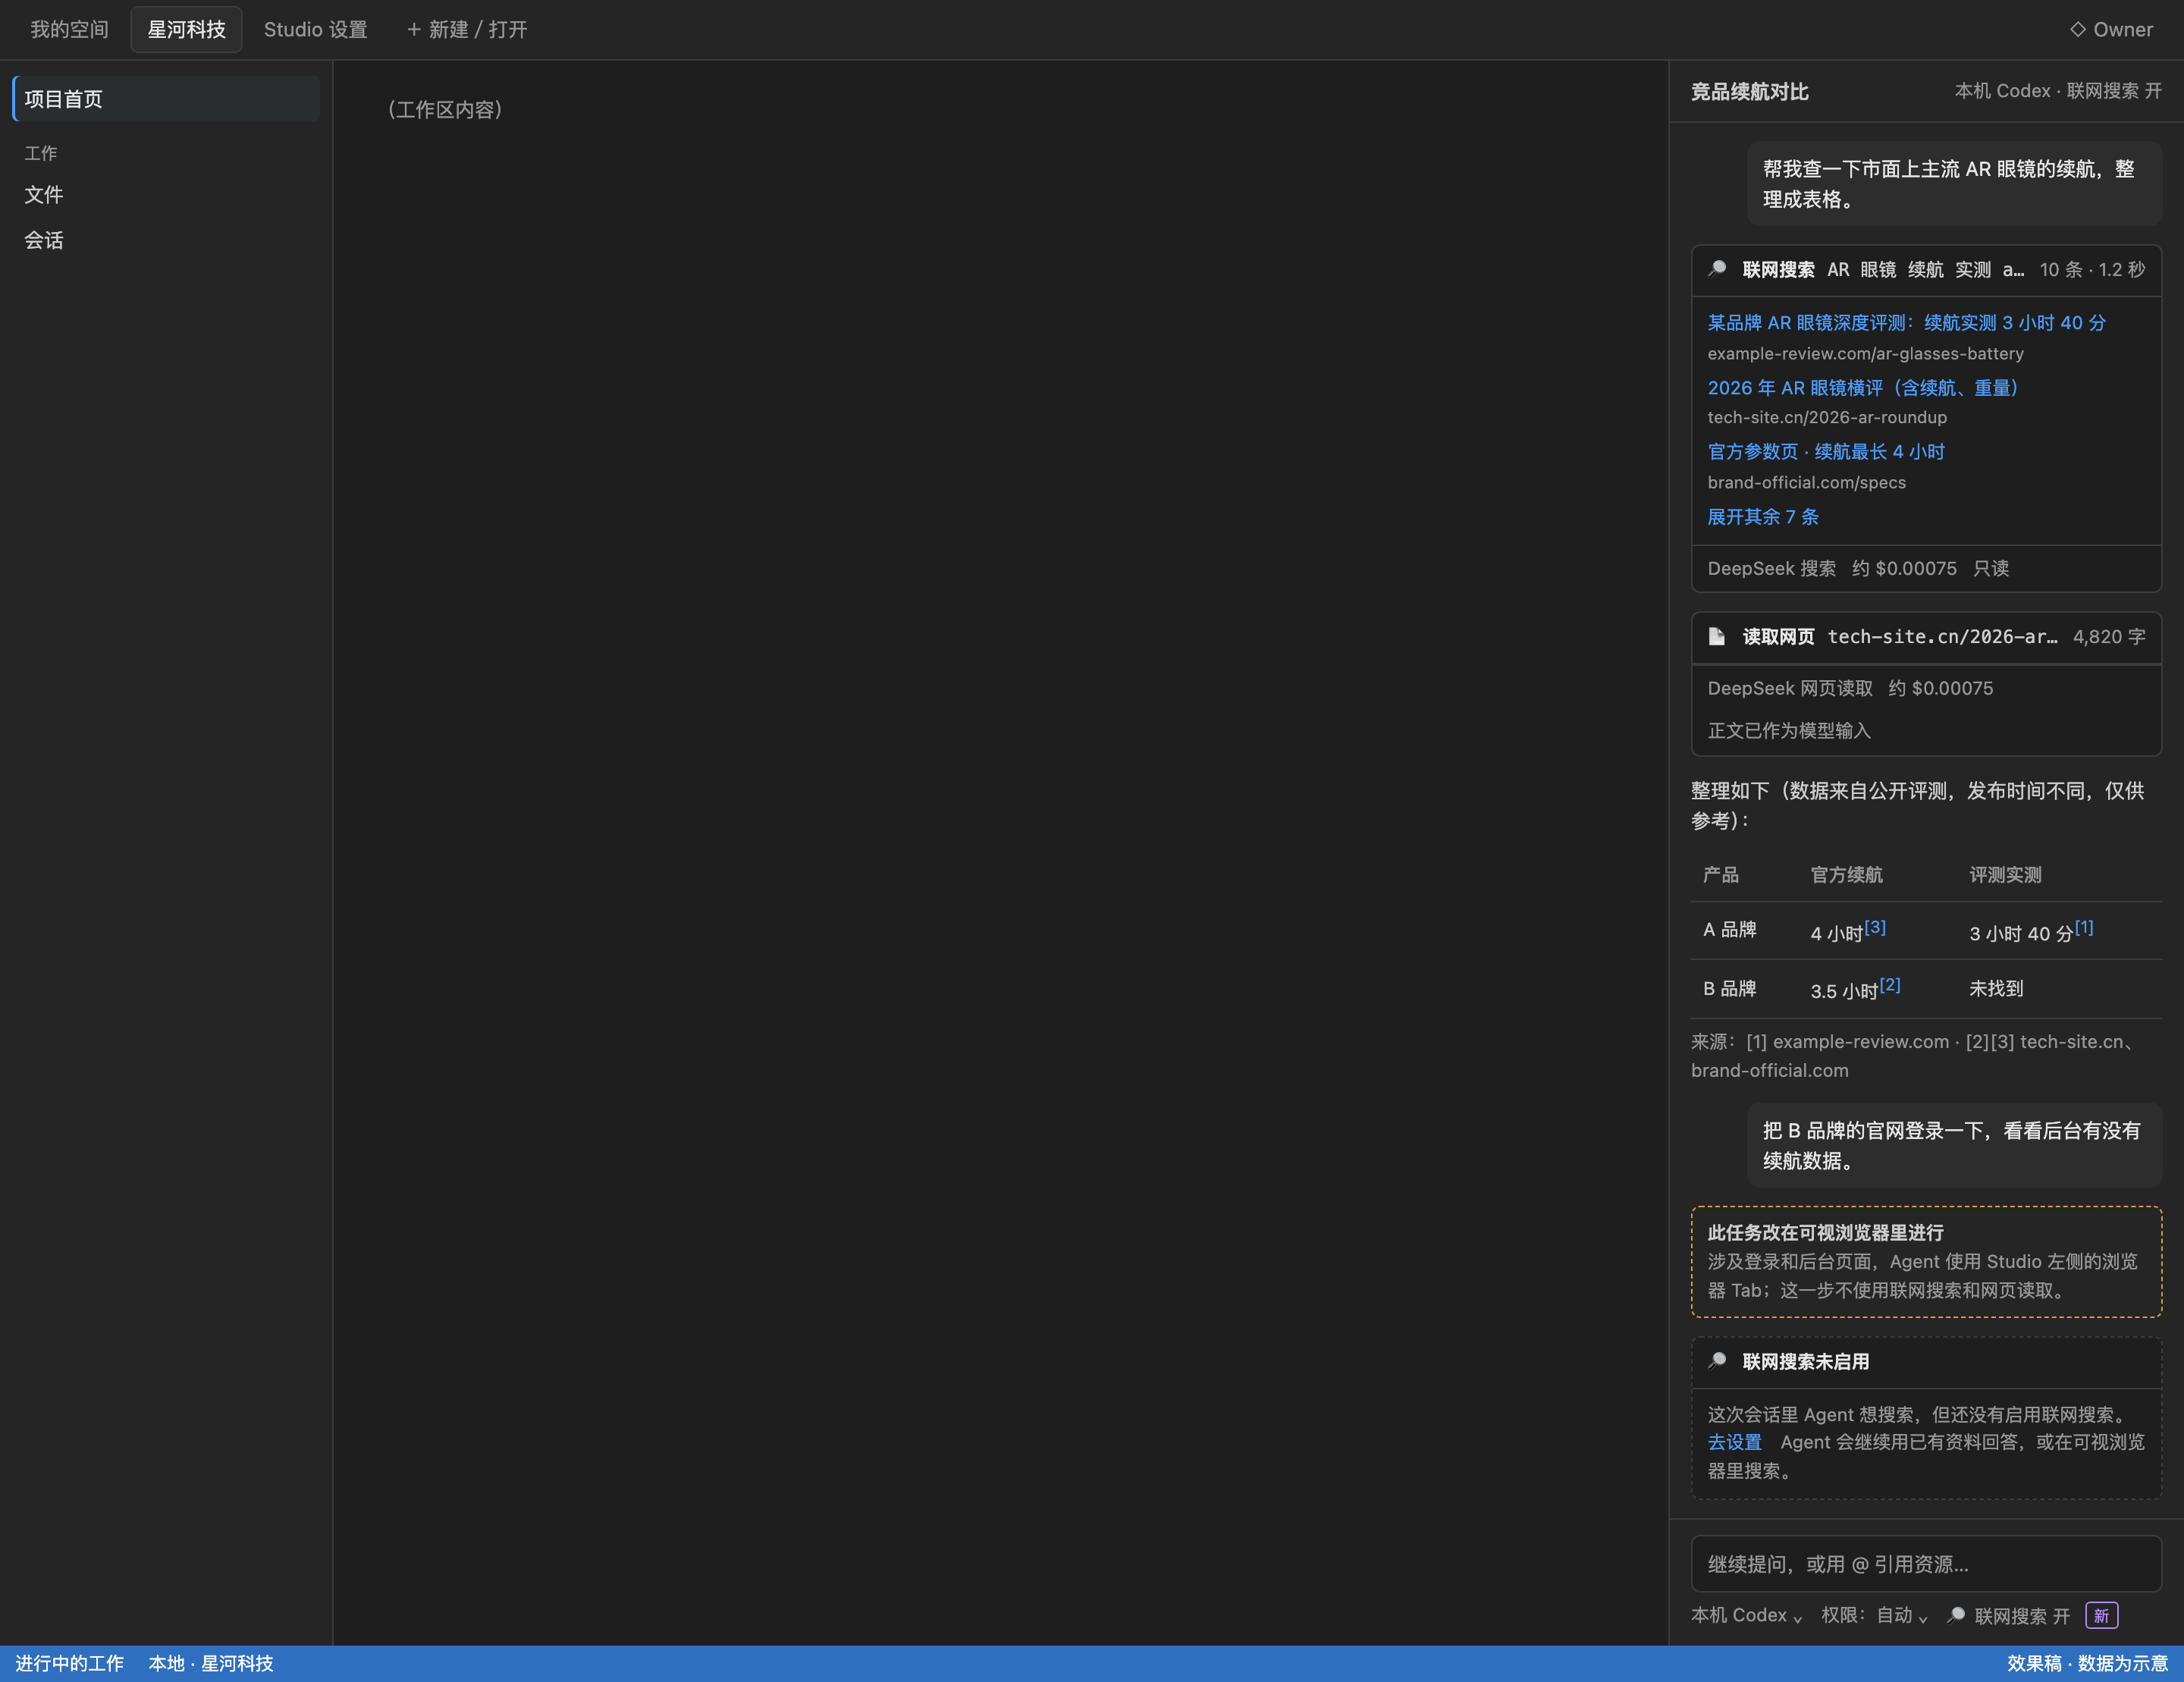 我的空间
星河科技
Studio 设置
+ 新建 / 打开
◇ Owner
项目首页
工作
文件
会话
(工作区内容)
竞品续航对比
本机 Codex · 联网搜索 开
帮我查一下市面上主流 AR 眼镜的续航，整
理成表格。
联网搜索 AR 眼镜 续航 实测 a… 10 条 · 1.2 秒
某品牌 AR 眼镜深度评测：续航实测 3 小时 40 分
example-review.com/ar-glasses-battery
2026 年 AR 眼镜横评（含续航、重量）
tech-site.cn/2026-ar-roundup
官方参数页 · 续航最长 4 小时
brand-official.com/specs
展开其余 7 条
DeepSeek 搜索 约 $0.00075 只读
读取网页 tech-site.cn/2026-ar… 4,820 字
DeepSeek 网页读取 约 $0.00075
正文已作为模型输入
整理如下（数据来自公开评测，发布时间不同，仅供
参考）：
产品 官方续航 评测实测
A 品牌 4 小时[3] 3 小时 40 分[1]
B 品牌 3.5 小时[2] 未找到
来源：[1] example-review.com · [2][3] tech-site.cn、
brand-official.com
把 B 品牌的官网登录一下，看看后台有没有
续航数据。
此任务改在可视浏览器里进行
涉及登录和后台页面，Agent 使用 Studio 左侧的浏览
器 Tab；这一步不使用联网搜索和网页读取。
联网搜索未启用
这次会话里 Agent 想搜索，但还没有启用联网搜索。
去设置 Agent 会继续用已有资料回答，或在可视浏览
器里搜索。
继续提问，或用 @ 引用资源…
本机 Codex ⌄ 权限：自动 ⌄ 联网搜索 开 新
进行中的工作 本地 · 星河科技
效果稿 · 数据为示意